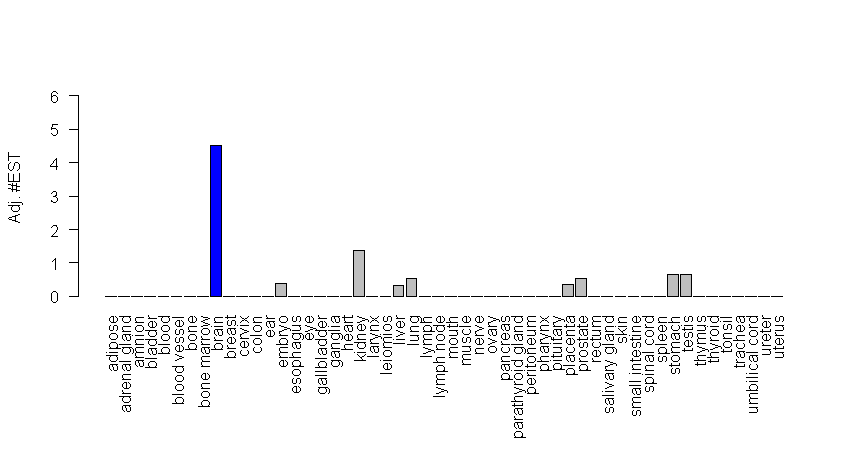 Adj. #EST
6
5
4
3
2
1
0
adipose
adrenal gland
amnion
bladder
blood
blood vessel
bone
bone marrow
brain
breast
cervix
colon
ear
embryo
esophagus
eye
gallbladder
ganglia
heart
kidney
larynx
leiomios
liver
lung
lymph
lymph node
mouth
muscle
nerve
ovary
pancreas
parathyroid gland
peritoneum
pharynx
pituitary
placenta
prostate
rectum
salivary gland
skin
small intestine
spinal cord
spleen
stomach
testis
thymus
thyroid
tonsil
trachea
umbilical cord
ureter
uterus